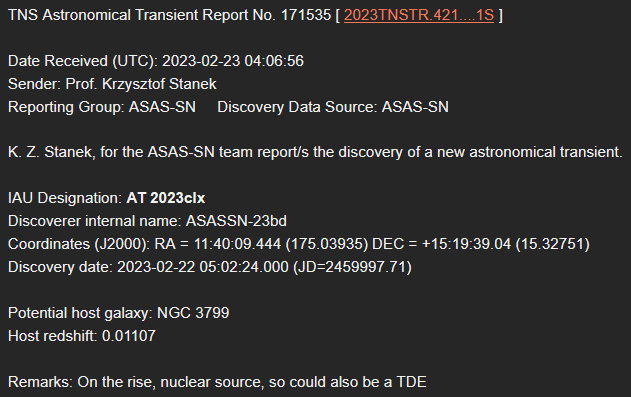 TNS Astronomical Transient Report No. 171535 [ 2023TNSTR.421....1S ]
Date Received (UTC): 2023-02-23 04:06:56
Sender: Prof. Krzysztof Stanek
Reporting Group: ASAS-SN Discovery Data Source: ASAS-SN
K. Z. Stanek, for the ASAS-SN team report/s the discovery of a new astronomical transient.
IAU Designation: AT 2023clx
Discoverer internal name: ASASSN-23bd
Coordinates (J2000): RA = 11:40:09.444 (175.03935) DEC = +15:19:39.04 (15.32751)
Discovery date: 2023-02-22 05:02:24.000 (JD=2459997.71)
Potential host galaxy: NGC 3799
Host redshift: 0.01107
Remarks: On the rise, nuclear source, so could also be a TDE